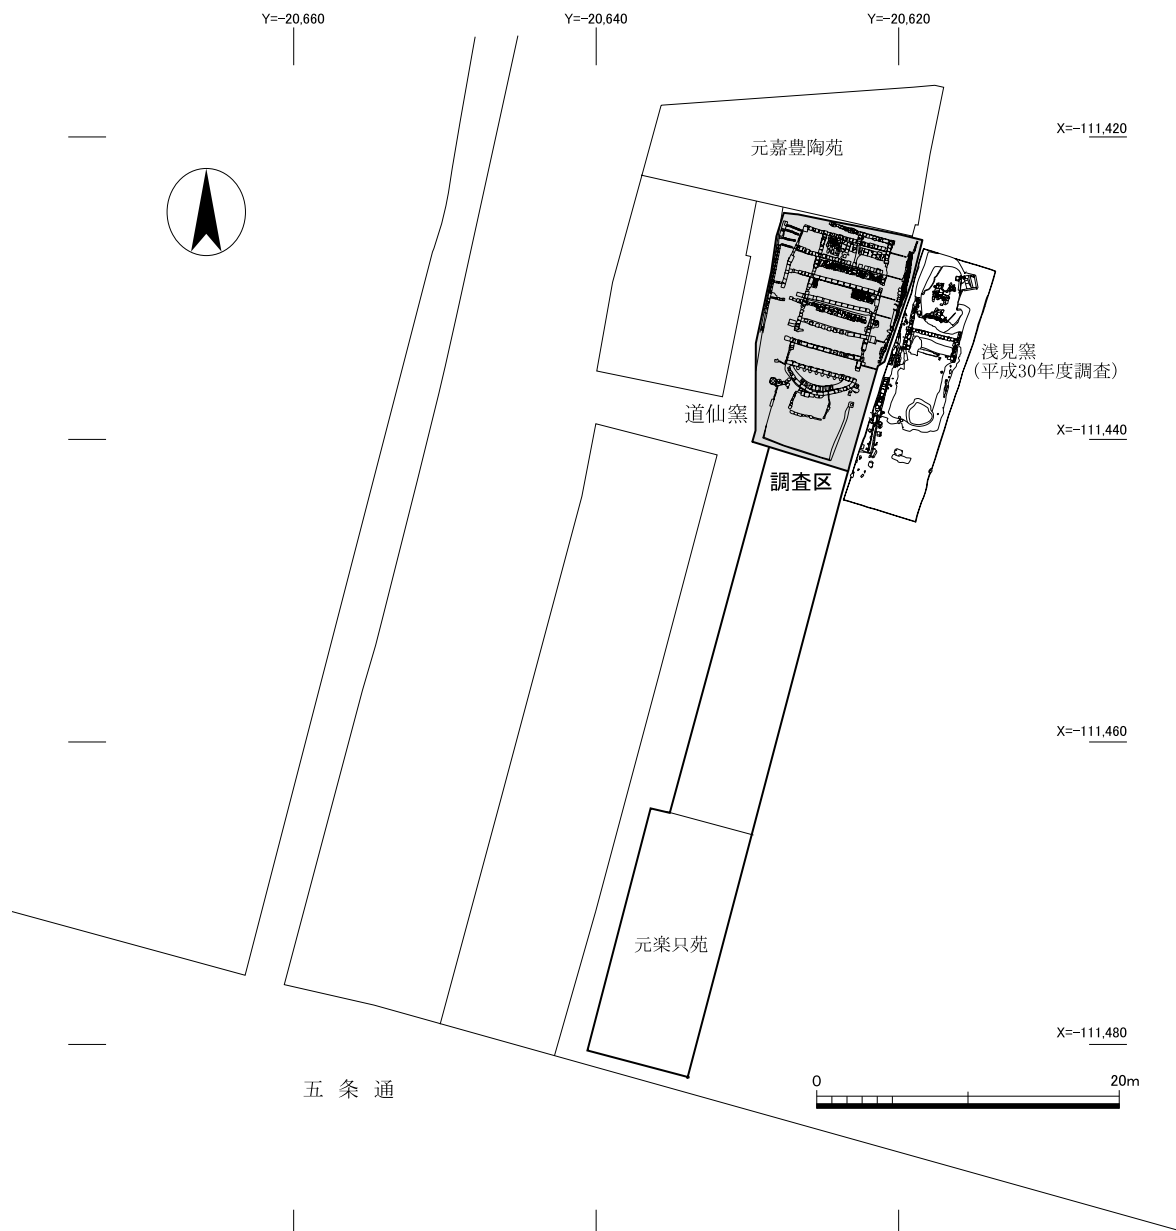 Y=-20,660
Y=-20,640
Y=-20,620
X=-111,420
元嘉豊陶苑
浅見窯
(平成30年度調査)
道仙窯
X=-111,440
調査区
X=-111,460
元楽只苑
X=-111,480
五条通
0
20m